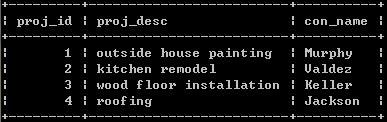 proj_id | proj_desc | con_name
1 | outside house painting | Murphy
2 | kitchen remodel | Valdez
3 | wood floor installation | Keller
4 | roofing | Jackson